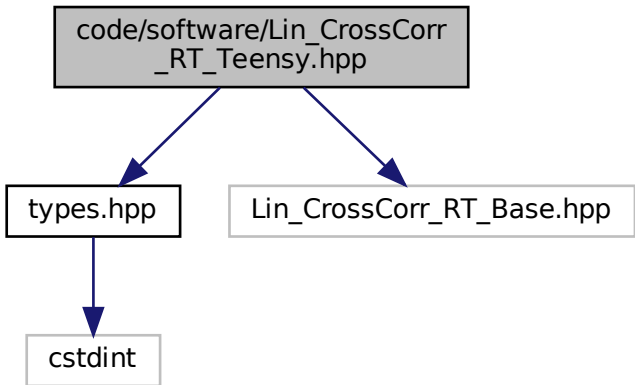 code/software/Lin_CrossCorr
_RT_Teensy.hpp
types.hpp
Lin_CrossCorr_RT_Base.hpp
cstdint